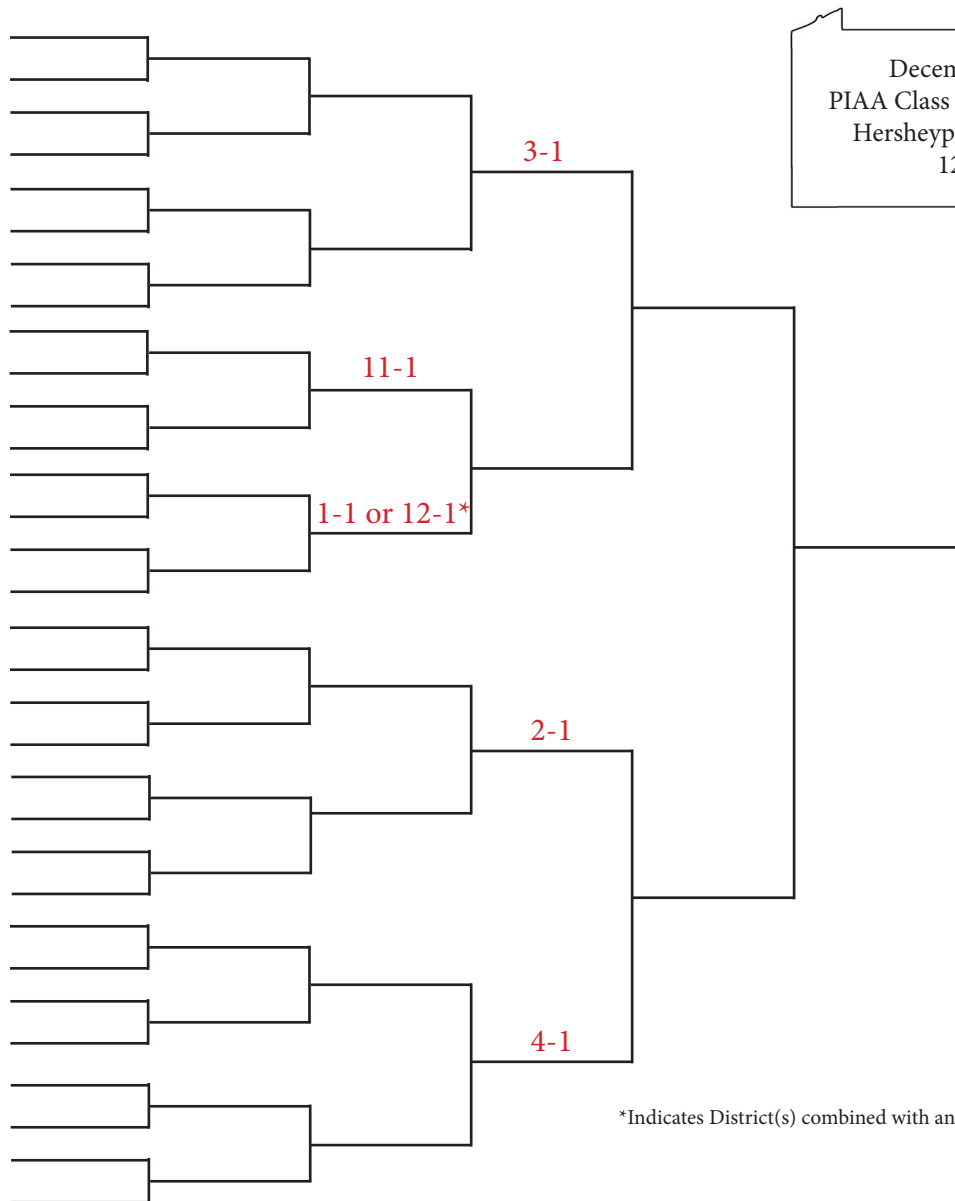 Decem
PIAA Class
Hersheyp
12
3-1
11-1
1-1 or 12-1*
2-1
4-1
*Indicates District(s) combined with an